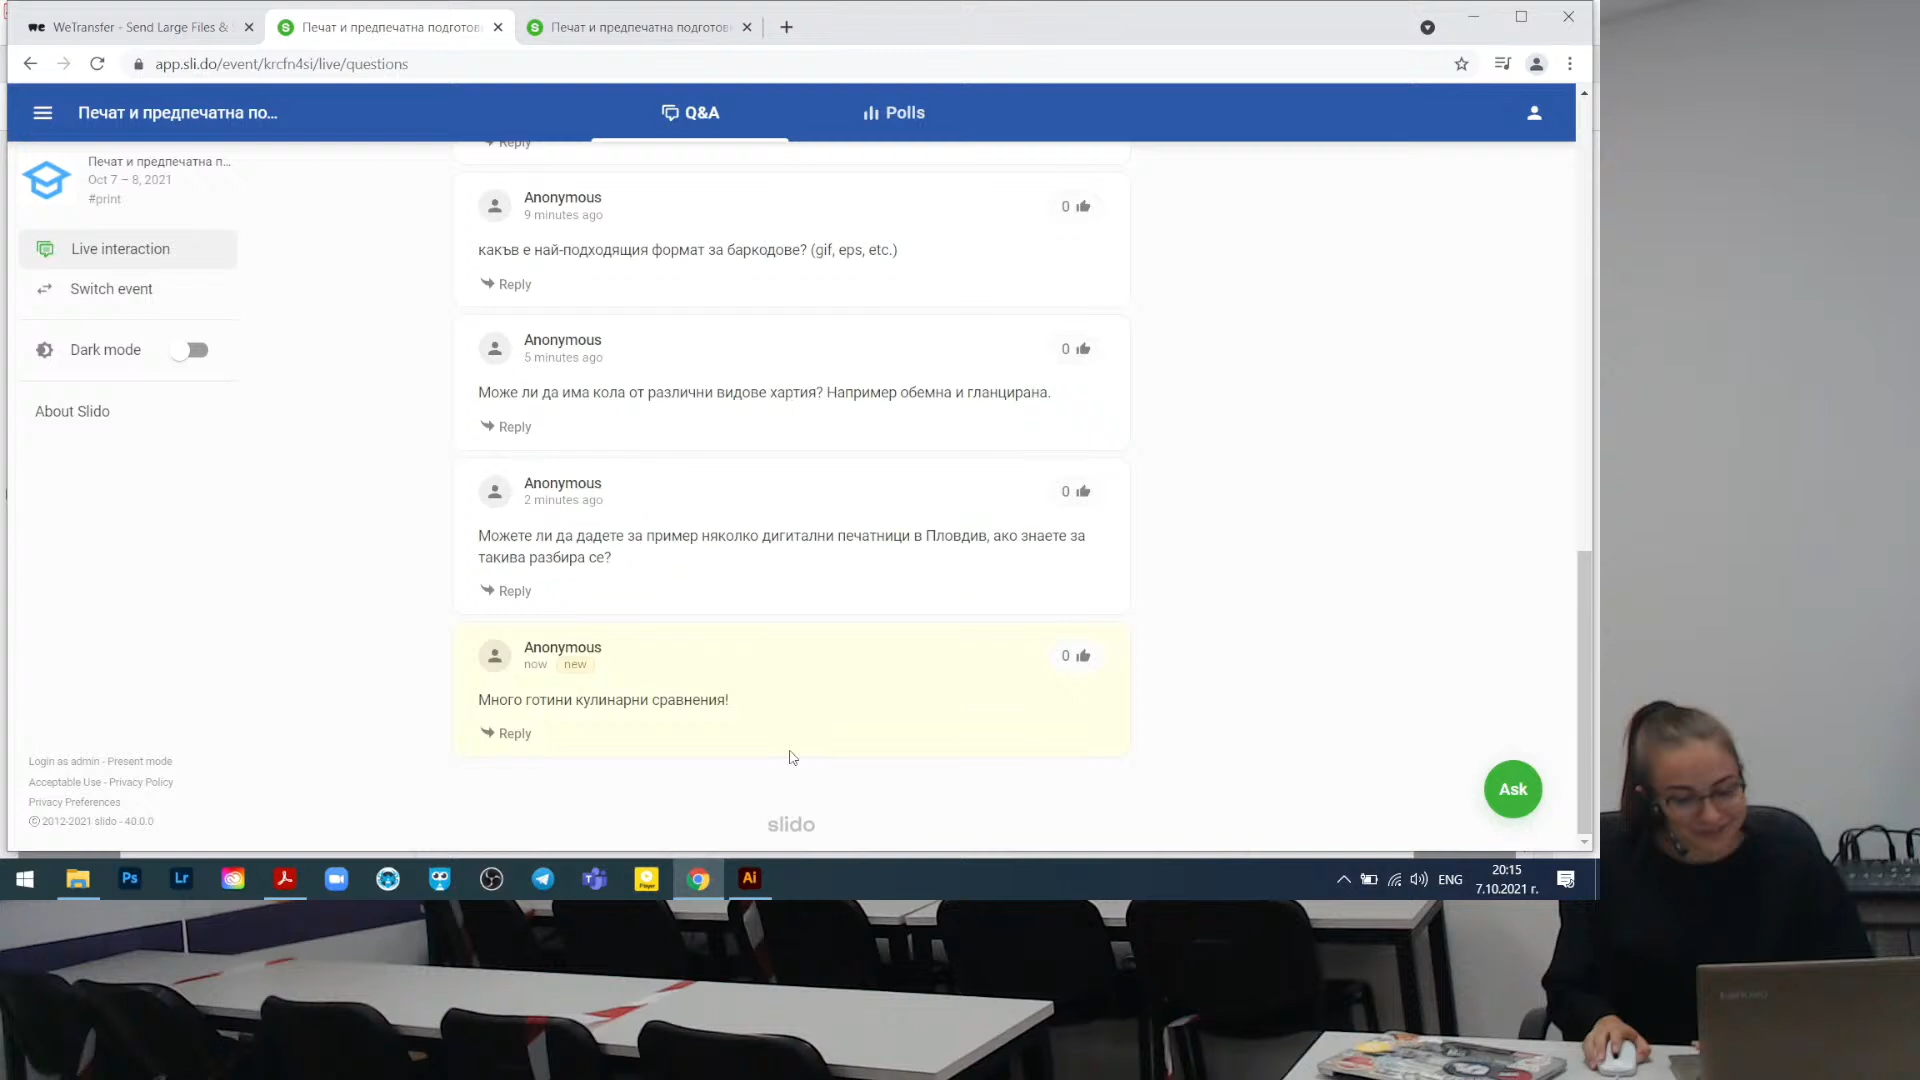 WeTransfer - Send Large Files &
Печат и предпечатна подготов
Печат и предпечатна подготов
app.sli.do/event/krcfn4si/live/questions
Печат и предпечатна по...
Q&A
Polls
Печат и предпечатна п...
Oct 7 – 8, 2021
#print
Live interaction
Switch event
Dark mode
About Slido
Login as admin - Present mode
Acceptable Use - Privacy Policy
Privacy Preferences
© 2012-2021 slido - 40.0.0
Reply
Anonymous
9 minutes ago
0
какъв е най-подходящия формат за баркодове? (gif, eps, etc.)
Reply
Anonymous
5 minutes ago
0
Може ли да има кола от различни видове хартия? Например обемна и гланцирана.
Reply
Anonymous
2 minutes ago
0
Можете ли да дадете за пример няколко дигитални печатници в Пловдив, ако знаете за
такива разбира се?
Reply
Anonymous
now new
0
Много готини кулинарни сравнения!
Reply
slido
Ask
Ps
Lr
Ai
ENG
20:15
7.10.2021 г.